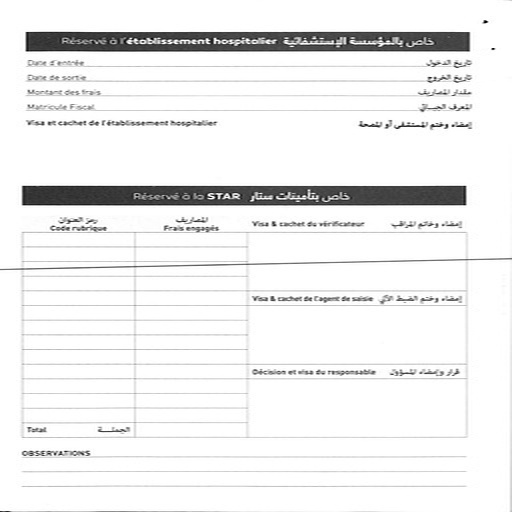 Réservé à l'établissement hospitalier خاص بالمؤسسة الإستشفائية
Date d'entrée تاريخ الدخول
Date de sortie تاريخ الخروج
Montant des frais مقدار المصاريف
Matricule Fiscal المعرف الجبائي
Visa et cachet de l'établissement hospitalier إمضاء وختم المستشفى أو المصحة
Réservé à la STAR خاص بتأمينات ستار
رمز العنوان المصاريف
Code rubrique Frais engagés
Visa & cachet du vérificateur إمضاء وخاتم المراقب
Visa & cachet de l'agent de saisie إمضاء وختم الضبط الآلي
Décision et visa du responsable قرار وإمضاء المسؤول
Total الجملـــة
OBSERVATIONS